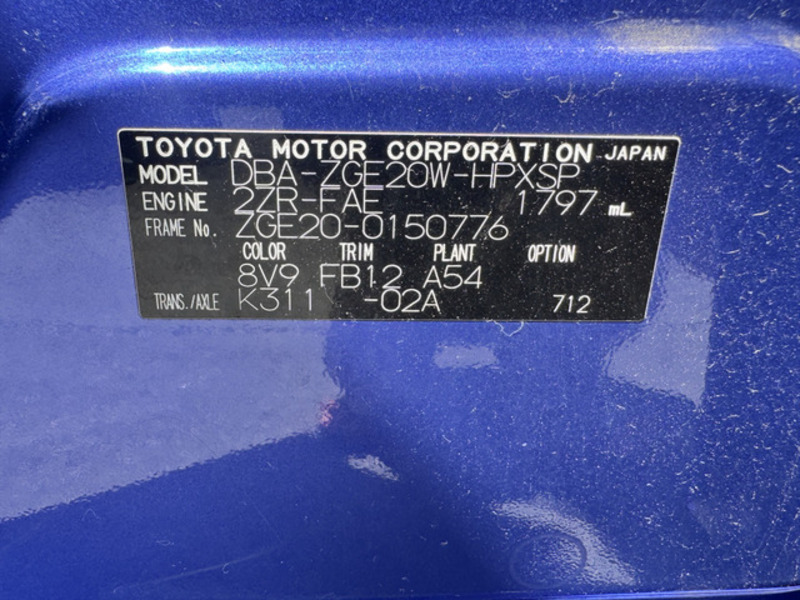 TOYOTA MOTOR CORPORATION JAPAN
MODEL DBA-ZGE20W-HPXSP
ENGINE 2ZR-FAE 1797 mL
FRAME No. ZGE20-0150776
COLOR TRIM PLANT OPTION
8V9 FB12 A54
TRANS./AXLE K311 -02A 712